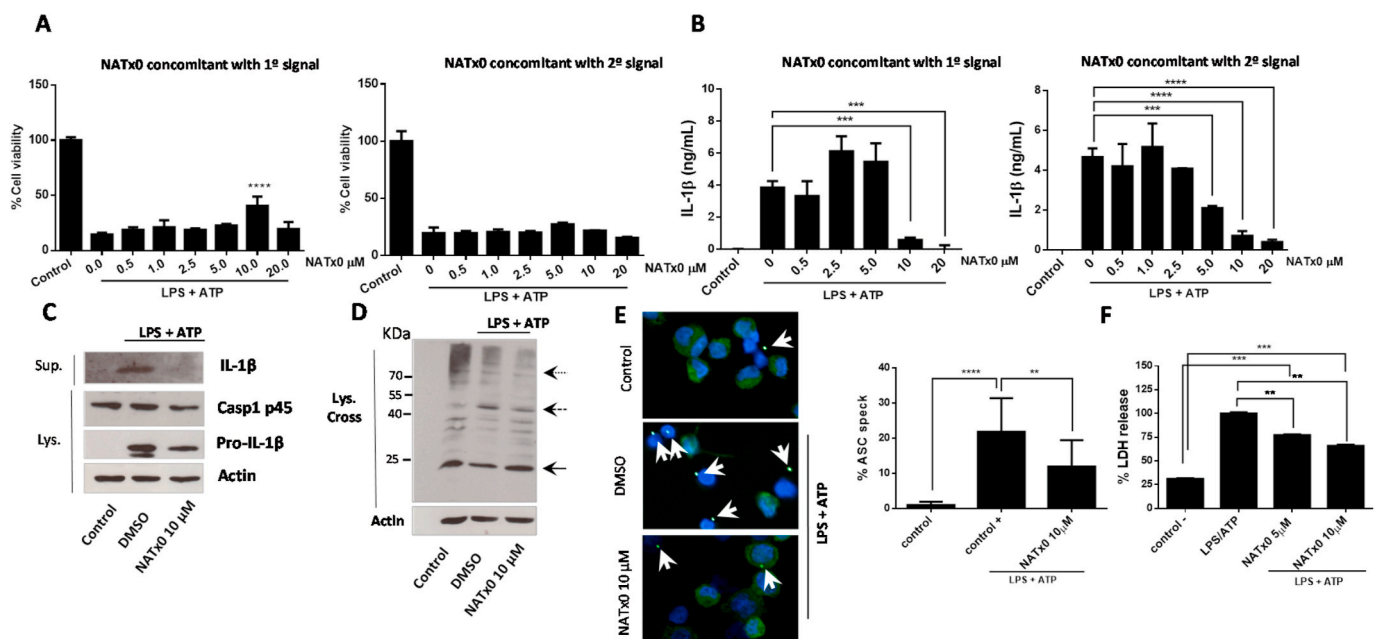 A
NATx0 concomitant with 1º signal
% Cell viability
150
100
50
0
Control
0.0
0.5
1.0
2.5
5.0
10.0
20.0
NATx0 µM
LPS + ATP
****
NATx0 concomitant with 2º signal
% Cell viability
150
100
50
0
Control
0
0.5
1.0
2.5
5.0
10
20
NATx0 µM
LPS + ATP
B
NATx0 concomitant with 1º signal
IL-1β (ng/mL)
10
8
6
4
2
0
***
***
Control
0
0.5
2.5
5.0
10
20
NATx0 µM
LPS + ATP
NATx0 concomitant with 2º signal
IL-1β (ng/mL)
8
6
4
2
0
****
****
***
Control
0
0.5
1.0
2.5
5.0
10
20
NATx0 µM
LPS + ATP
C
LPS + ATP
Sup.
IL-1β
Casp1 p45
Lys.
Pro-IL-1β
Actin
Control
DMSO
NATx0 10 µM
D
KDa
LPS + ATP
70
55
40
25
Lys.
Cross
Actin
Control
DMSO
NATx0 10 µM
E
Control
DMSO
NATx0 10 µM
LPS + ATP
% ASC speck
40
30
20
10
0
****
**
control
control +
NATx0 10µM
LPS + ATP
F
% LDH release
150
125
100
75
50
25
0
***
***
**
**
control -
LPS/ATP
NATx0 5µM
NATx0 10µM
LPS + ATP